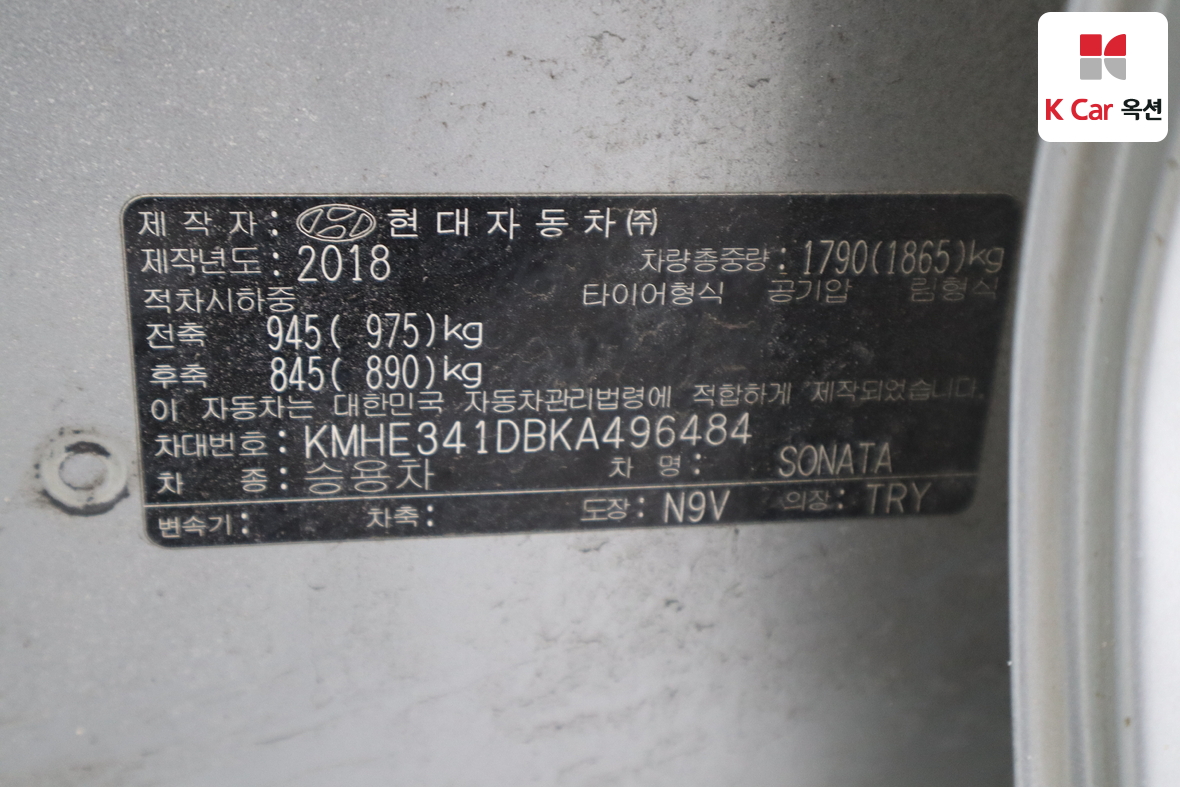 K Car 옥션
제 작 자 : 현 대 자 동 차 ㈜
제작년도 : 2018 차량총중량 : 1790(1865)kg
적차시하중 타이어형식 공기압 림형식
전축 945( 975)kg
후축 845( 890)kg
이 자동차는 대한민국 자동차관리법령에 적합하게 제작되었습니다.
차대번호 : KMHE341DBKA496484
차 종 : 승용차 차 명 : SONATA
변속기 : 차축 : 도장 : N9V 의장 : TRY